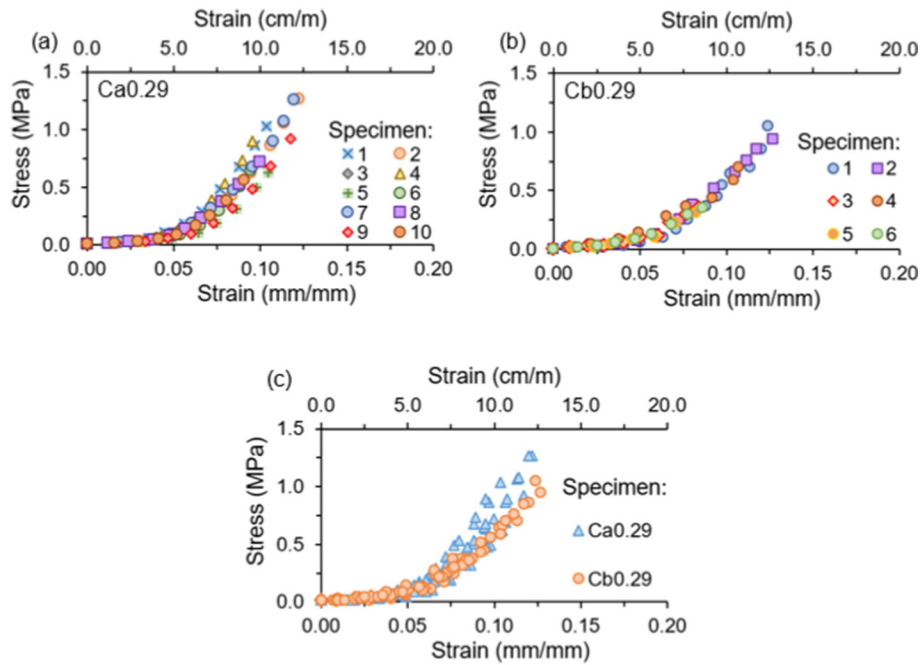 Strain (cm/m)
(a) 0.0 5.0 10.0 15.0 20.0
1.5
Ca0.29
1.0
Specimen:
1 2
3 4
0.5
5 6
7 8
0.0
9 10
0.00 0.05 0.10 0.15 0.20
Strain (mm/mm)
Stress (MPa)
Strain (cm/m)
(b) 0.0 5.0 10.0 15.0 20.0
1.5
Cb0.29
1.0
Specimen:
1 2
0.5
3 4
5 6
0.0
0.00 0.05 0.10 0.15 0.20
Strain (mm/mm)
Stress (MPa)
(c) Strain (cm/m)
0.0 5.0 10.0 15.0 20.0
1.5
1.0
Specimen:
Ca0.29
0.5
Cb0.29
0.0
0.00 0.05 0.10 0.15 0.20
Strain (mm/mm)
Stress (MPa)